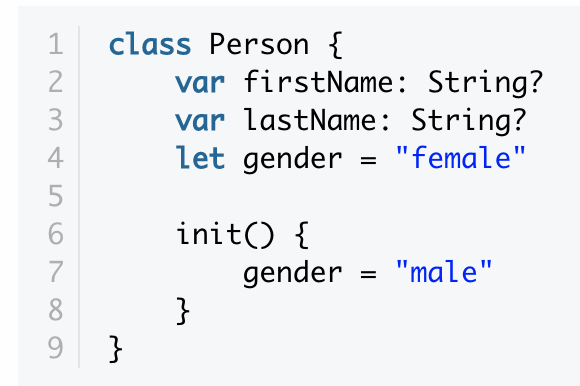 1 class Person {
2     var firstName: String?
3     var lastName: String?
4     let gender = "female"
5
6     init() {
7         gender = "male"
8     }
9 }